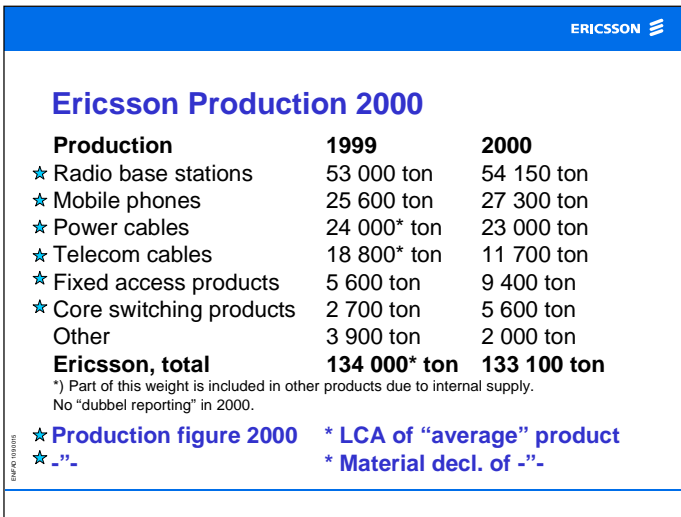 ERICSSON
Ericsson Production 2000
Production 1999 2000
Radio base stations 53 000 ton 54 150 ton
Mobile phones 25 600 ton 27 300 ton
Power cables 24 000* ton 23 000 ton
Telecom cables 18 800* ton 11 700 ton
Fixed access products 5 600 ton 9 400 ton
Core switching products 2 700 ton 5 600 ton
Other 3 900 ton 2 000 ton
Ericsson, total 134 000* ton 133 100 ton
*) Part of this weight is included in other products due to internal supply.
No “dubbel reporting” in 2000.
Production figure 2000 * LCA of “average” product
-”- * Material decl. of -”-